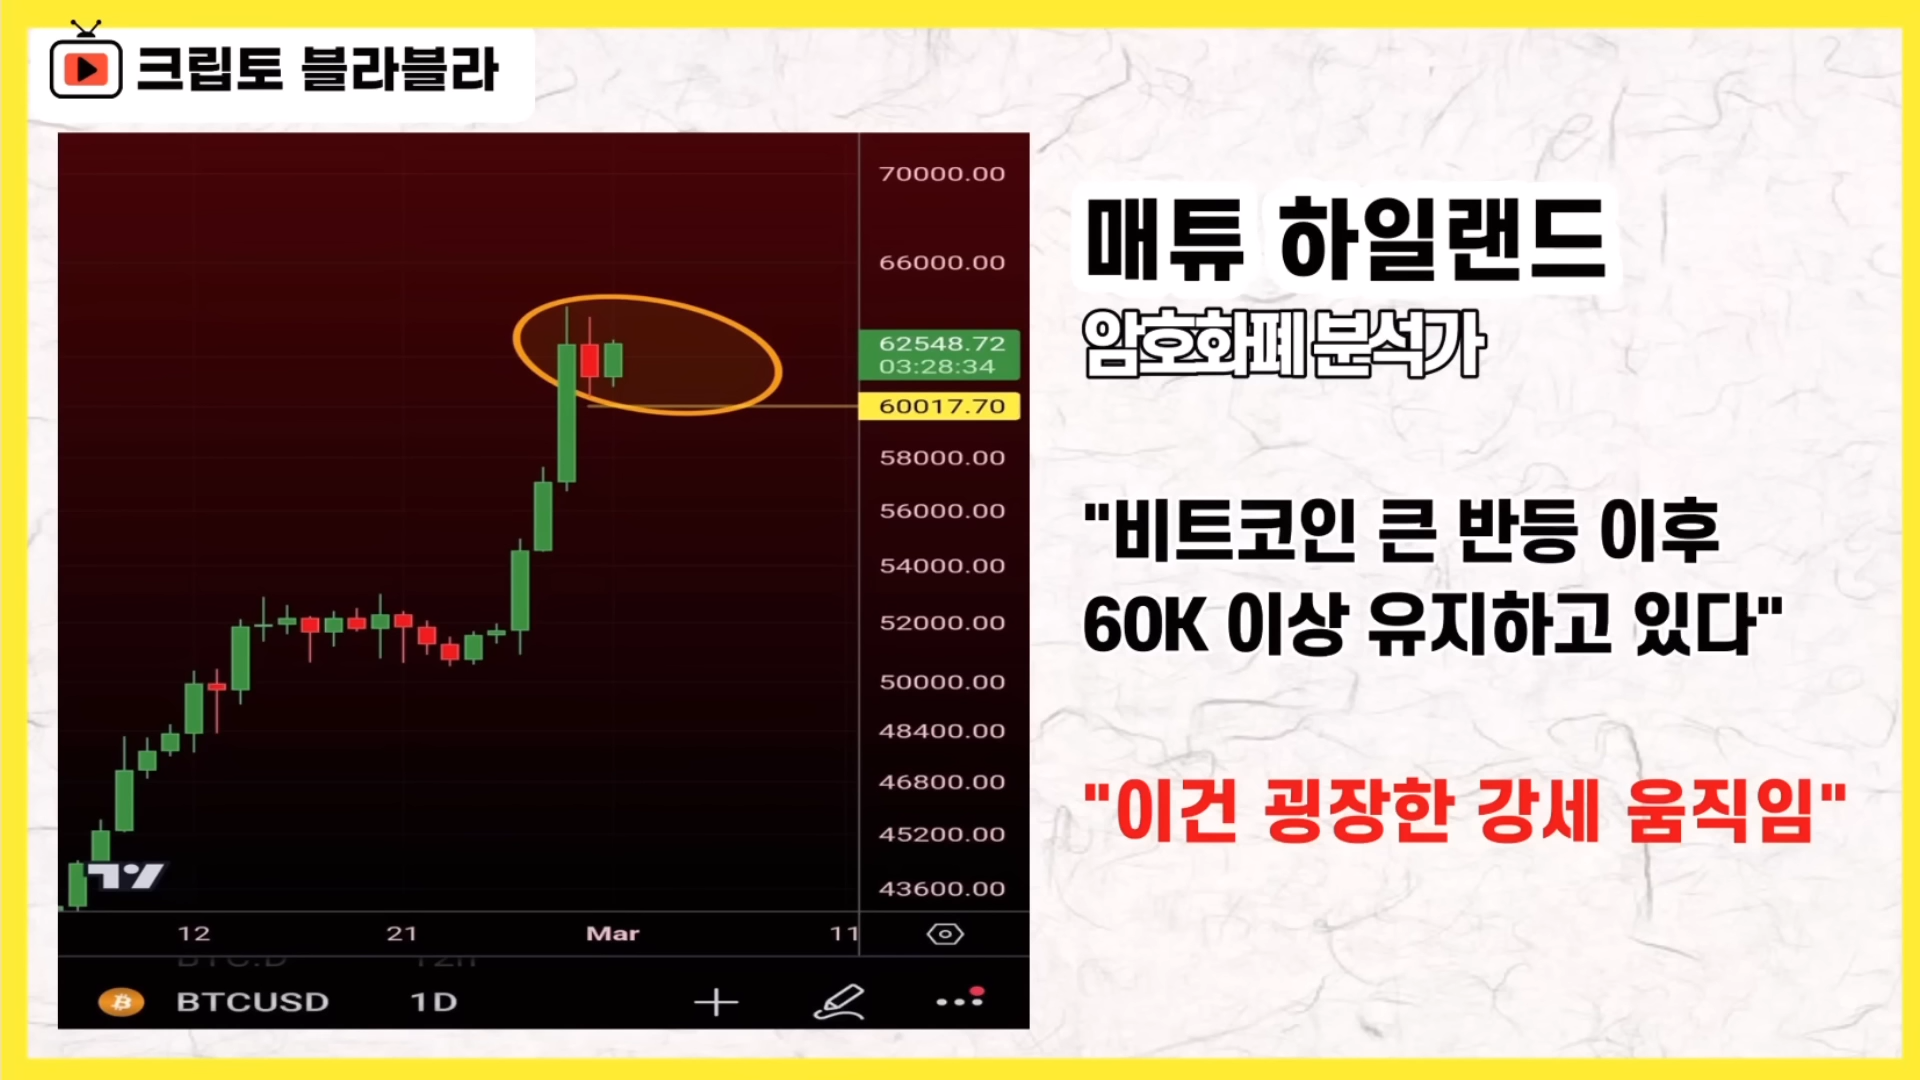 크립토 블라블라
70000.00
66000.00
62548.72
03:28:34
60017.70
58000.00
56000.00
54000.00
52000.00
50000.00
48400.00
46800.00
45200.00
43600.00
12 21 Mar 11
BTC.D 12h
BTCUSD 1D
매튜 하일랜드
암호화폐 분석가
"비트코인 큰 반등 이후
60K 이상 유지하고 있다"
"이건 굉장한 강세 움직임"